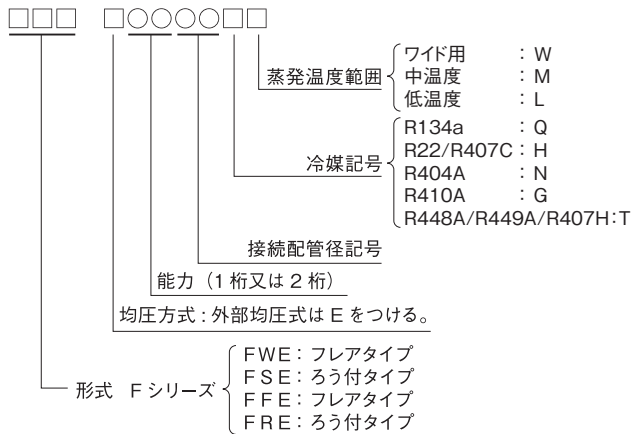 □□□ □○○○○□□
蒸発温度範囲
ワイド用 : W
中温度 : M
低温度 : L
冷媒記号
R134a : Q
R22/R407C : H
R404A : N
R410A : G
R448A/R449A/R407H:T
接続配管径記号
能力（1 桁又は 2 桁）
均圧方式 : 外部均圧式は E をつける。
形式 F シリーズ
FWE : フレアタイプ
FSE : ろう付タイプ
FFE : フレアタイプ
FRE : ろう付タイプ